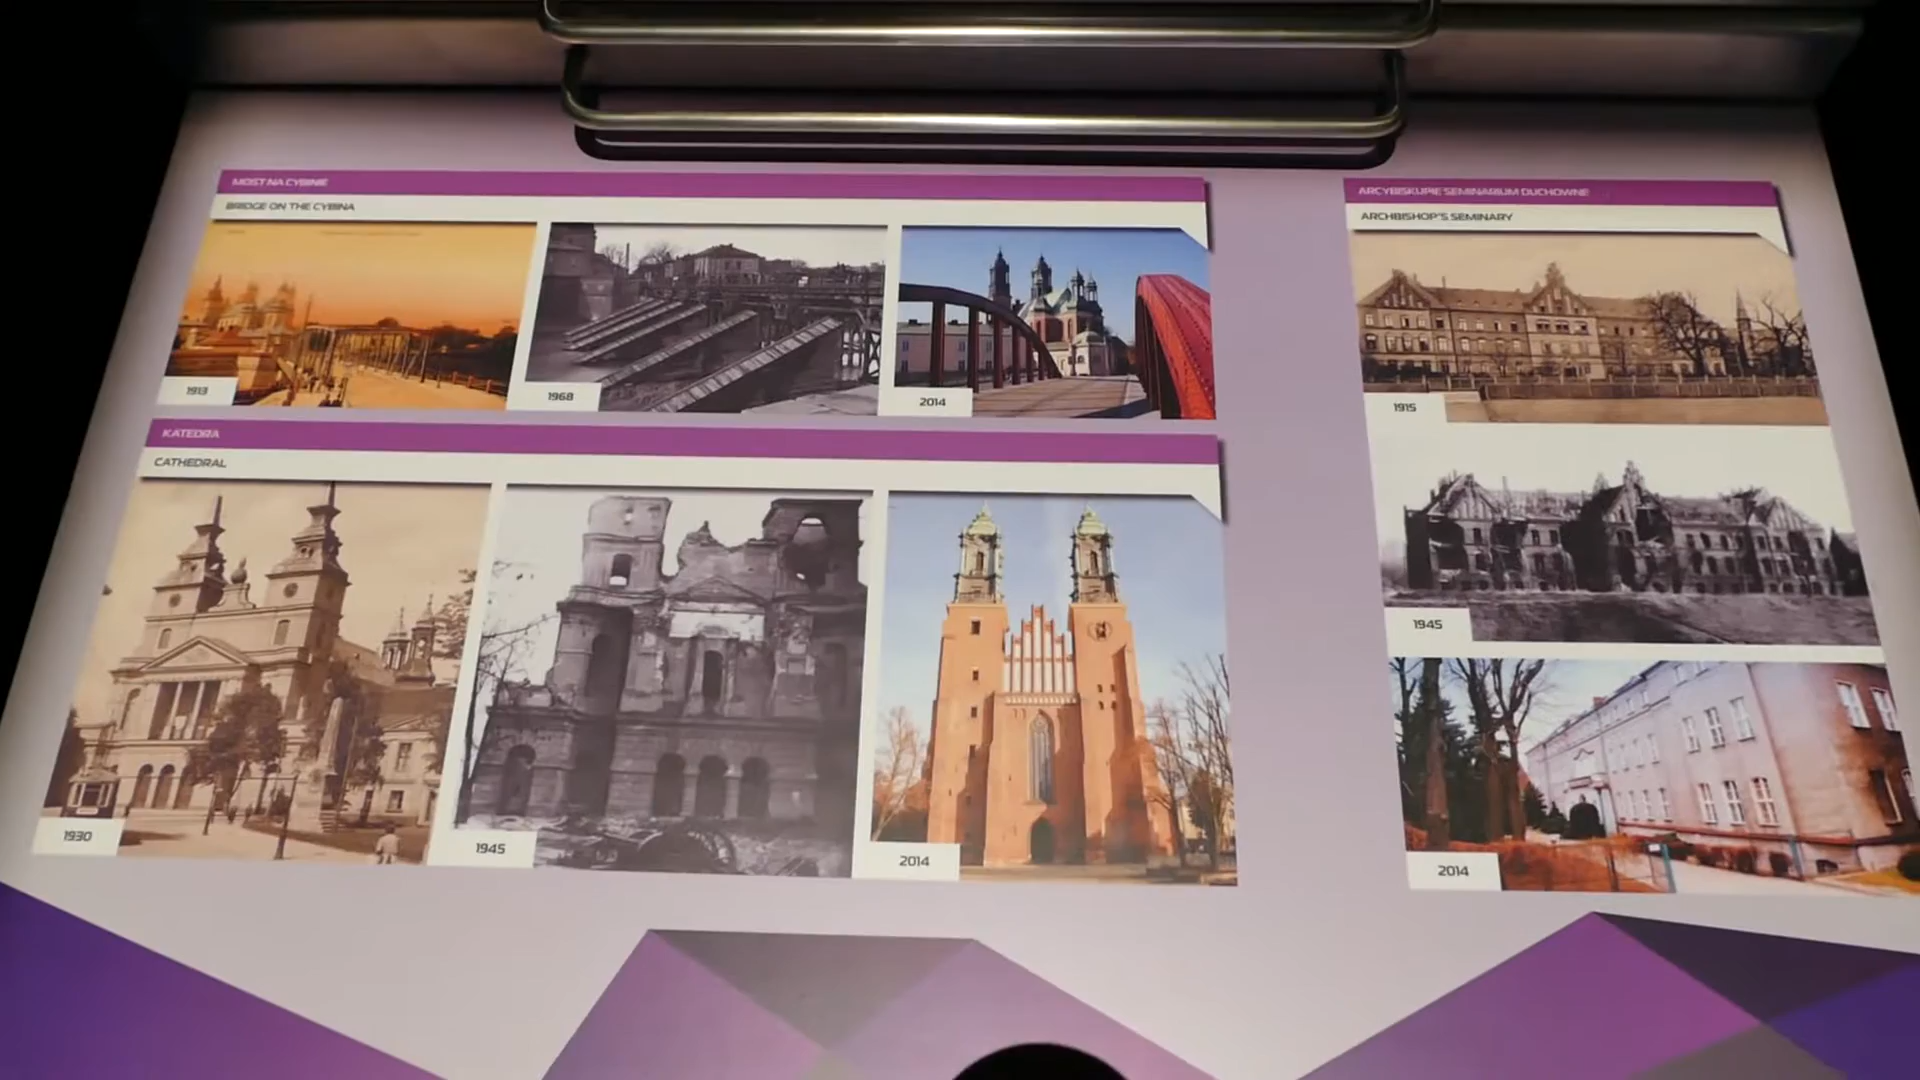 MOST NA CYBINIE
BRIDGE ON THE CYBINA
1913
1968
2014
KATEDRA
CATHEDRAL
1930
1945
2014
ARCYBISKUPIE SEMINARIUM DUCHOWNE
ARCHBISHOP'S SEMINARY
1915
1945
2014